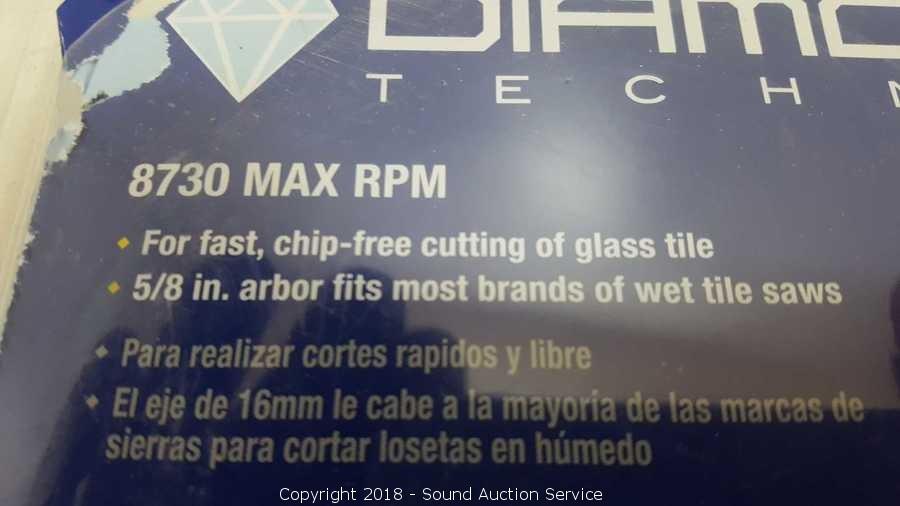 T E C H
8730 MAX RPM
For fast, chip-free cutting of glass tile
5/8 in. arbor fits most brands of wet tile saws
Para realizar cortes rapidos y libre
El eje de 16mm le cabe a la mayoria de las marcas de
sierras para cortar losetas en húmedo
Copyright 2018 - Sound Auction Service